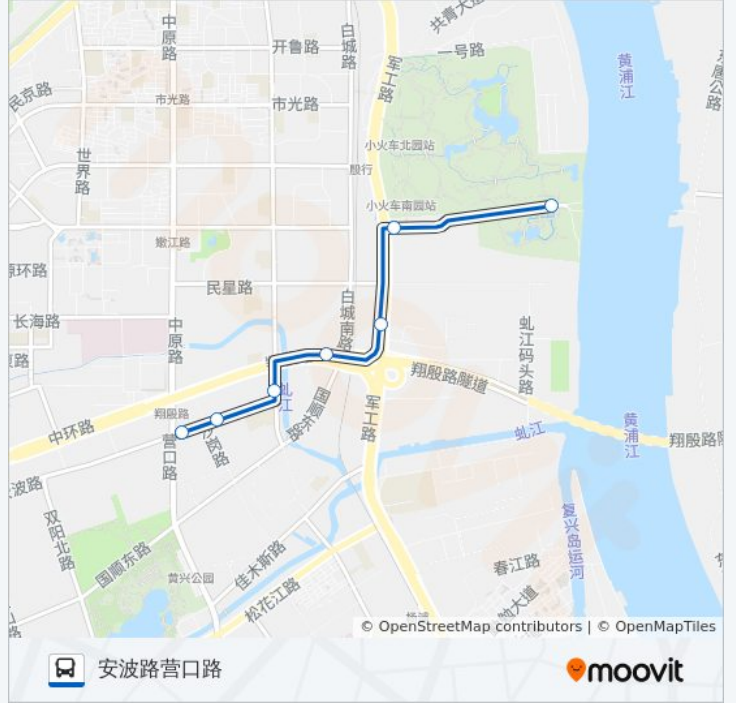 共青大道
一号路
中原路
白城路
开鲁路
军工路
黄浦江
民京路
市光路
市光路
世界路
小火车北园站
殷行
小火车南园站
嫩江路
民星路
长海路
白城南路
中原路
虬江码头路
翔殷路隧道
虬江
国顺东路
军工路
翔殷路
中环路
营口路
虬江
黄浦江
双阳北路
国顺东路
佳木斯路
黄兴公园
松花江路
复兴岛运河
春江路
© OpenStreetMap contributors | © OpenMapTiles
安波路营口路
moovit